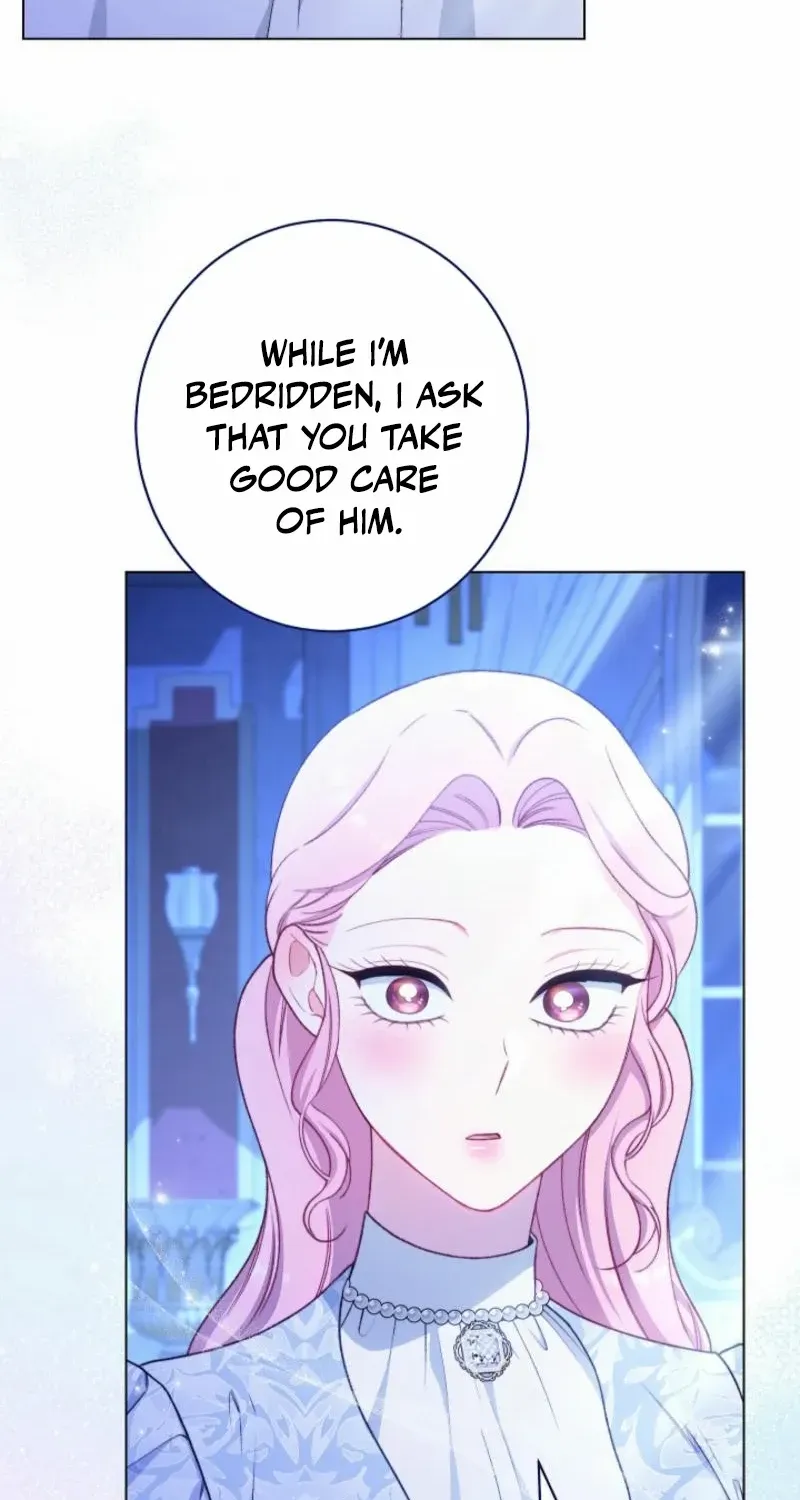 WHILE I'M
BEDRIDDEN, I ASK
THAT YOU TAKE
GOOD CARE
OF HIM.